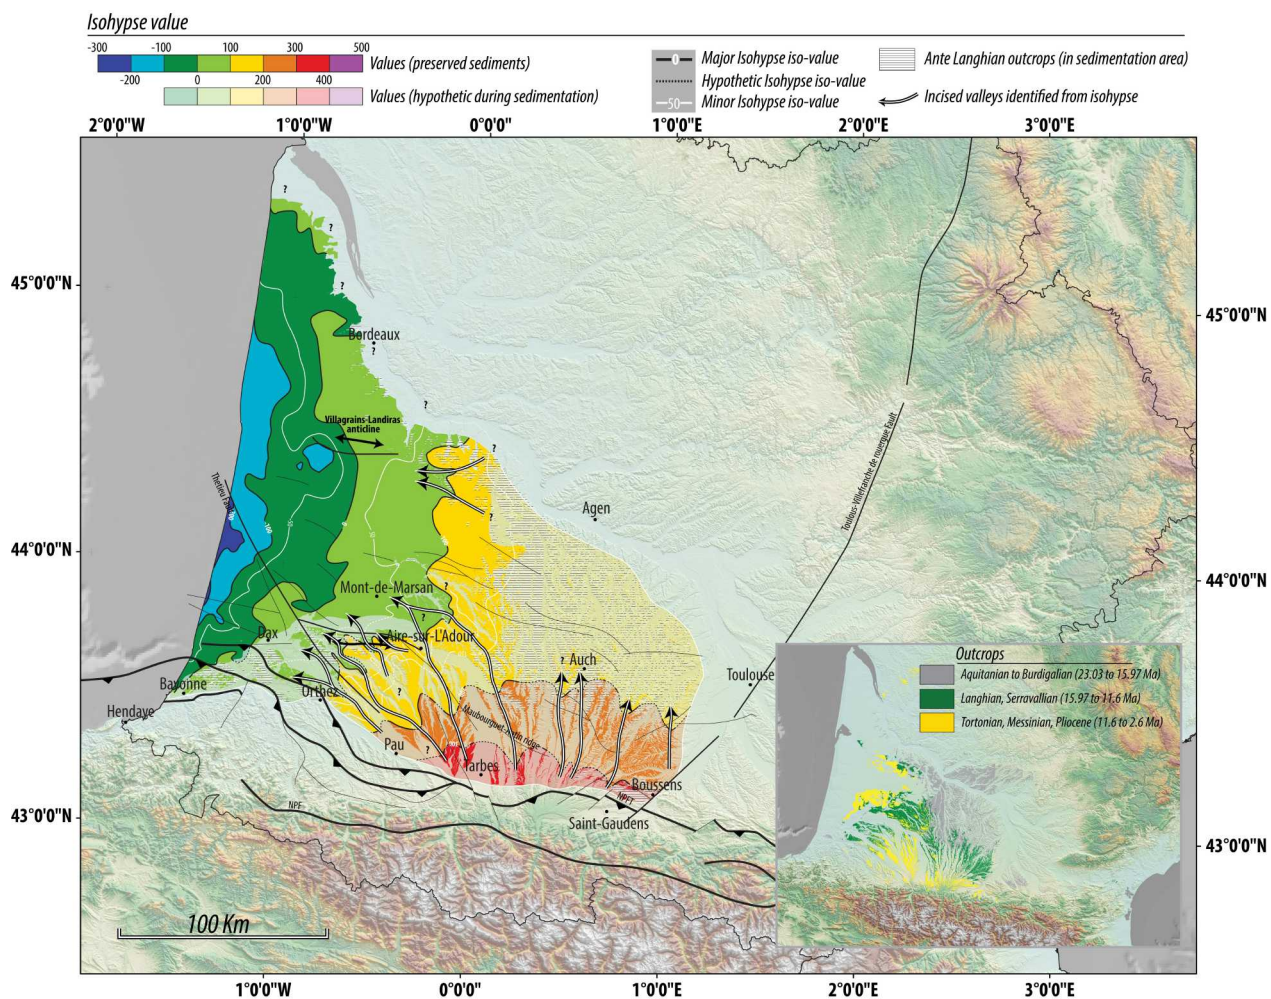 Isohypse value
-300 -100 100 300 500
Values (preserved sediments)
-200 0 200 400
Values (hypothetic during sedimentation)
0 Major Isohypse iso-value
Hypothetic Isohypse iso-value
50 Minor Isohypse iso-value
Ante Langhian outcrops (in sedimentation area)
Incised valleys identified from isohypse
2°0'0"W 1°0'0"W 0°0'0" 1°0'0"E 2°0'0"E 3°0'0"E
?
?
45°0'0"N
?
45°0'0"N
Bordeaux
?
?
Villagrains-Landiras
anticline
?
Toulous-Villefranche de rouergue Fault
Agen
?
-100
-50
44°0'0"N
44°0'0"N
Mont-de-Marsan
?
?
Dax
Aire-sur-L'Adour
?
Auch
Toulouse
Bayonne
Orthez
?
Hendaye
Maubourguet-
ridge
Pau
?
Tarbes
Boussens
NPFT
Saint-Gaudens
NPF
43°0'0"N
43°0'0"N
Outcrops
Aquitanian to Burdigalian (23.03 to 15.97 Ma)
Langhian, Serravallian (15.97 to 11.6 Ma)
Tortonian, Messinian, Pliocene (11.6 to 2.6 Ma)
100 Km
1°0'0"W 0°0'0" 1°0'0"E 2°0'0"E 3°0'0"E